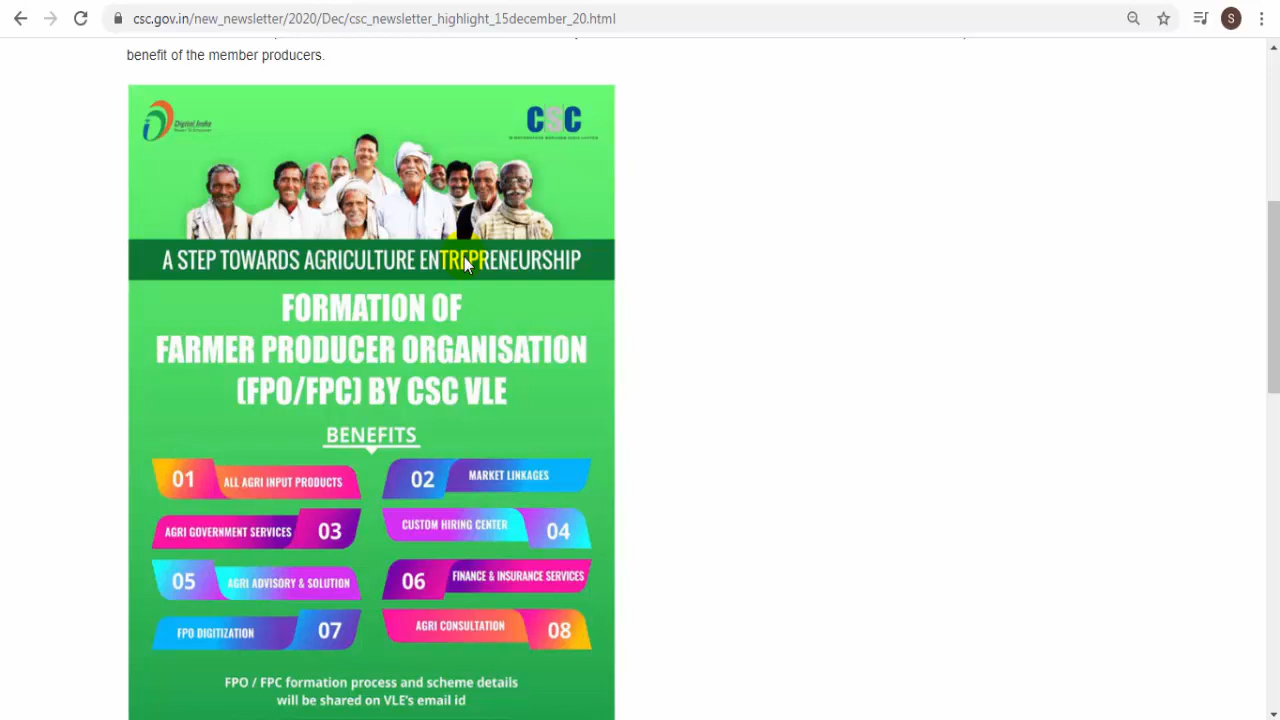 csc.gov.in/new_newsletter/2020/Dec/csc_newsletter_highlight_15december_20.html
S
benefit of the member producers.
Digital India
CSC
A STEP TOWARDS AGRICULTURE ENTREPRENEURSHIP
FORMATION OF
FARMER PRODUCER ORGANISATION
(FPO/FPC) BY CSC VLE
BENEFITS
01 ALL AGRI INPUT PRODUCTS
02 MARKET LINKAGES
AGRI GOVERNMENT SERVICES 03
CUSTOM HIRING CENTER 04
05 AGRI ADVISORY & SOLUTION
06 FINANCE & INSURANCE SERVICES
FPO DIGITIZATION 07
AGRI CONSULTATION 08
FPO / FPC formation process and scheme details
will be shared on VLE's email id